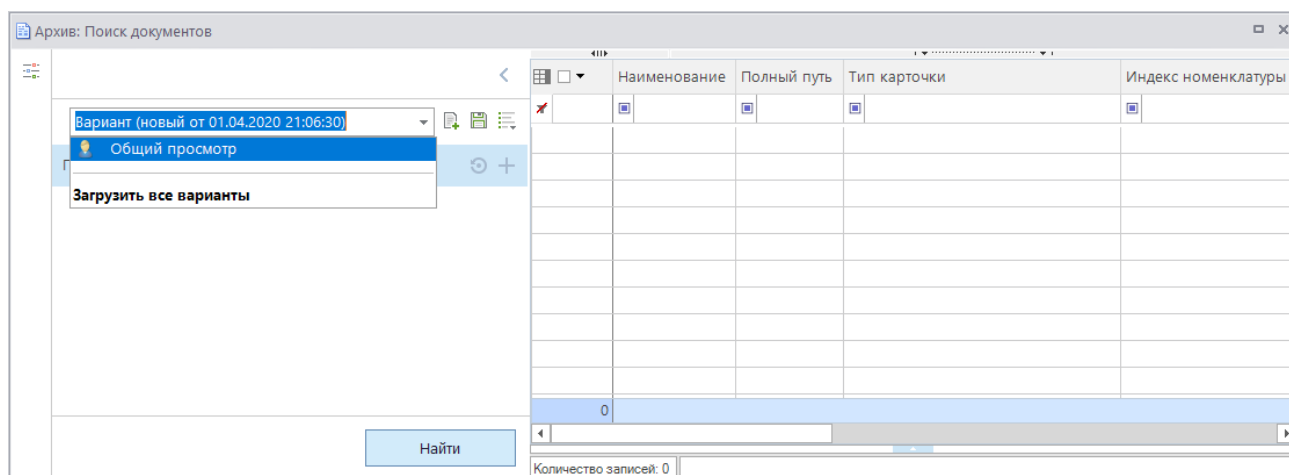 Архив: Поиск документов
Наименование Полный путь Тип карточки Индекс номенклатуры
Вариант (новый от 01.04.2020 21:06:30)
Общий просмотр
Загрузить все варианты
0
Найти
Количество записей: 0